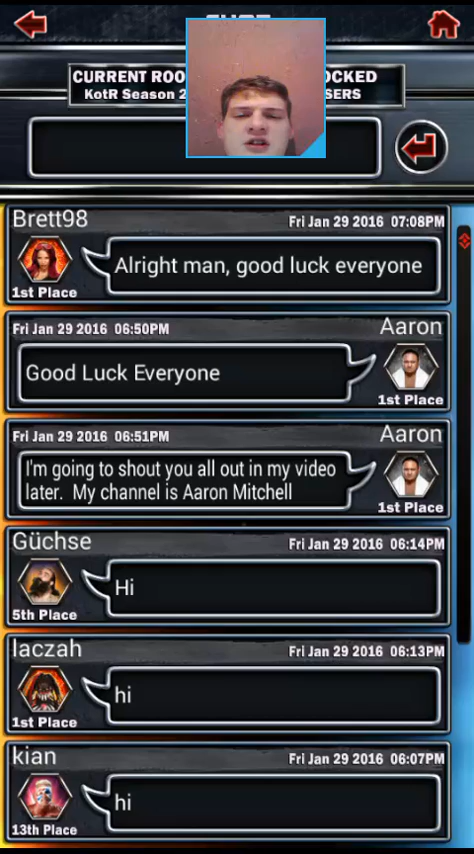 CURRENT ROO OCKED
KotR Season 2 SERS
Brett98 Fri Jan 29 2016 07:08PM
Alright man, good luck everyone
1st Place
Fri Jan 29 2016 06:50PM Aaron
Good Luck Everyone
1st Place
Fri Jan 29 2016 06:51PM Aaron
I'm going to shout you all out in my video
later. My channel is Aaron Mitchell
1st Place
Güchse Fri Jan 29 2016 06:14PM
Hi
5th Place
laczah Fri Jan 29 2016 06:13PM
hi
1st Place
kian Fri Jan 29 2016 06:07PM
hi
13th Place